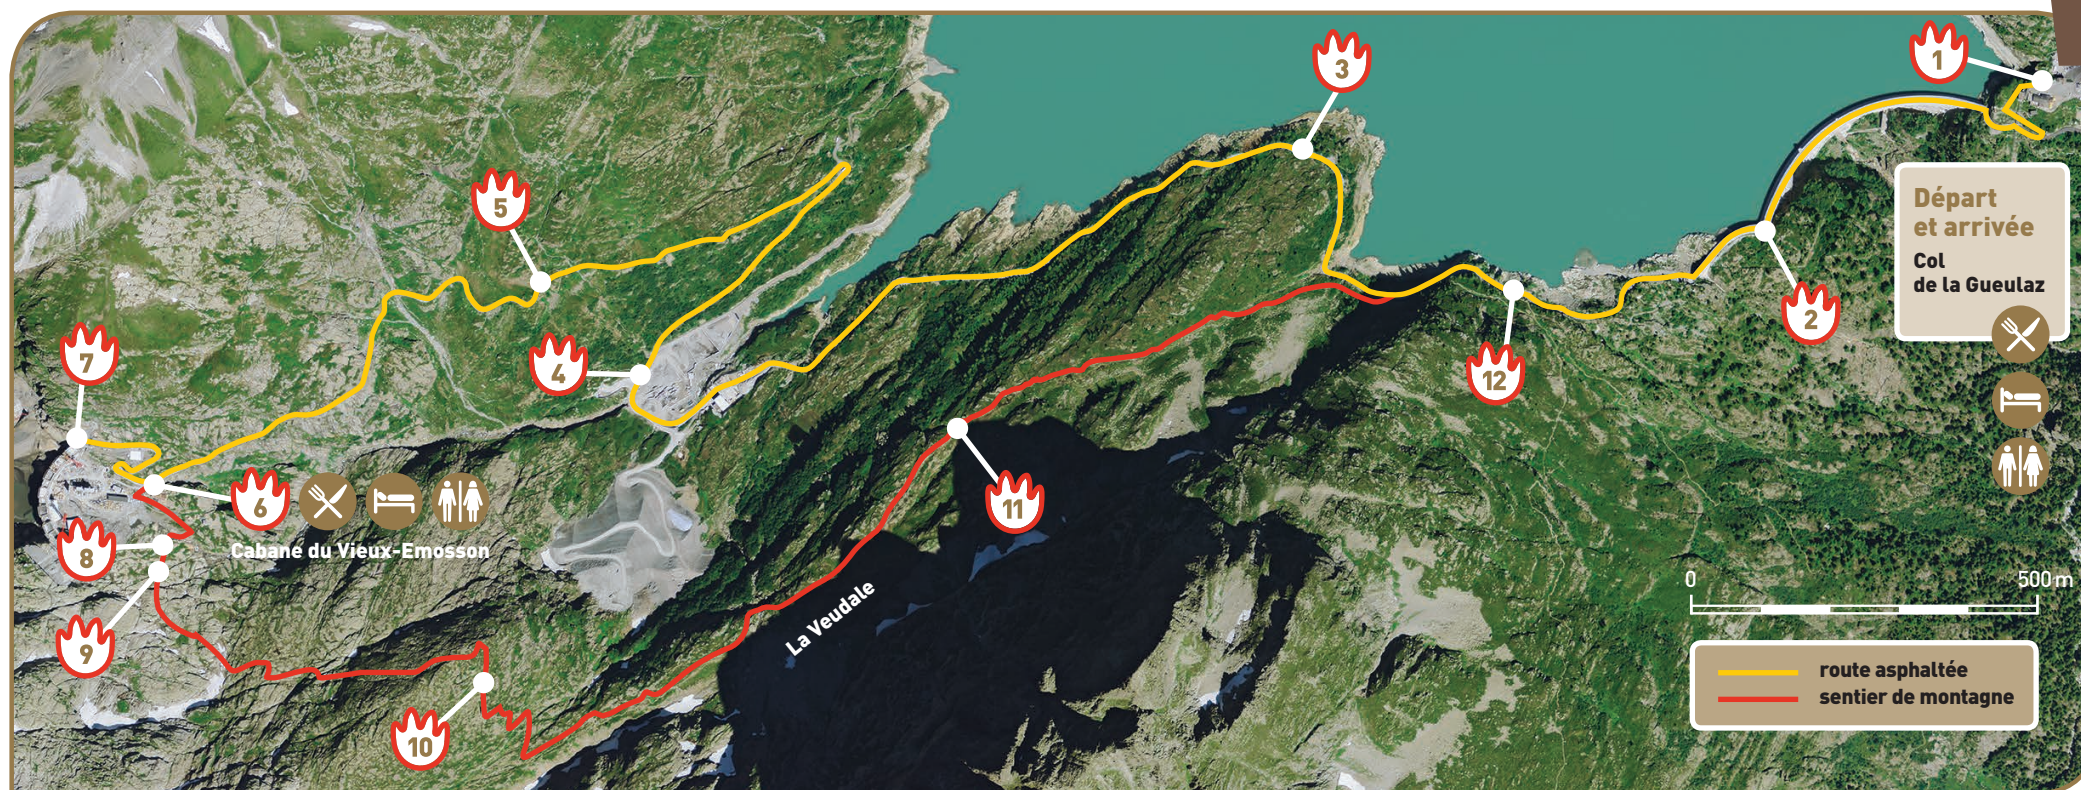 1
3
5
Départ
et arrivée
Col
de la Gueulaz
2
7
4
12
6
11
8
Cabane du Vieux-Emosson
9
La Veudale
0 500 m
10
route asphaltée
sentier de montagne